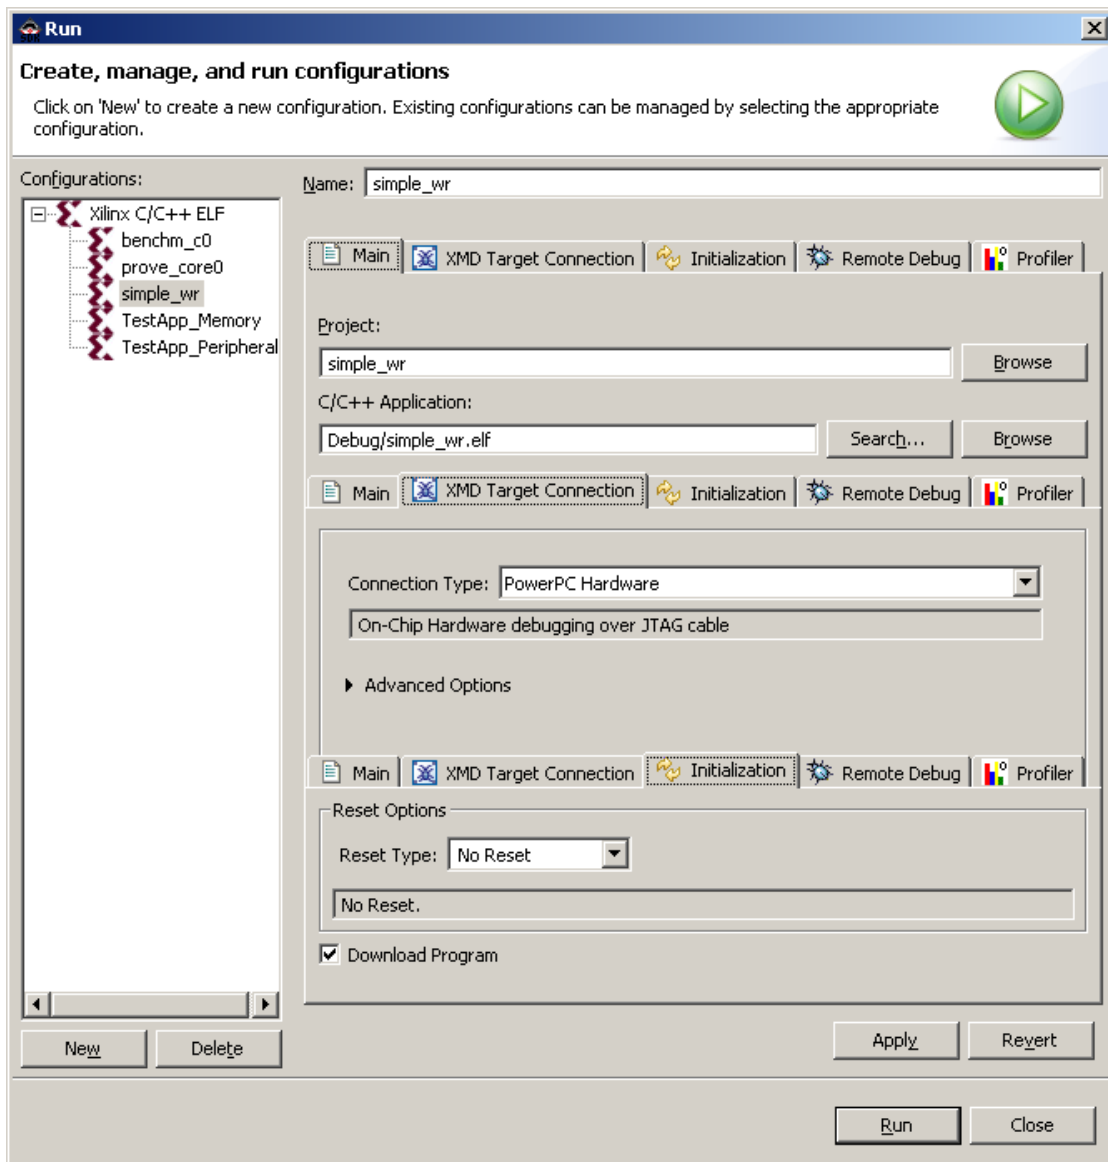 Run
Create, manage, and run configurations
Click on 'New' to create a new configuration. Existing configurations can be managed by selecting the appropriate
configuration.
Configurations:
Xilinx C/C++ ELF
benchm_c0
prove_core0
simple_wr
TestApp_Memory
TestApp_Peripheral
New Delete
Name: simple_wr
Main XMD Target Connection Initialization Remote Debug Profiler
Project:
simple_wr Browse
C/C++ Application:
Debug/simple_wr.elf Search... Browse
Main XMD Target Connection Initialization Remote Debug Profiler
Connection Type: PowerPC Hardware
On-Chip Hardware debugging over JTAG cable
Advanced Options
Main XMD Target Connection Initialization Remote Debug Profiler
Reset Options
Reset Type: No Reset
No Reset.
Download Program
Apply Revert
Run Close